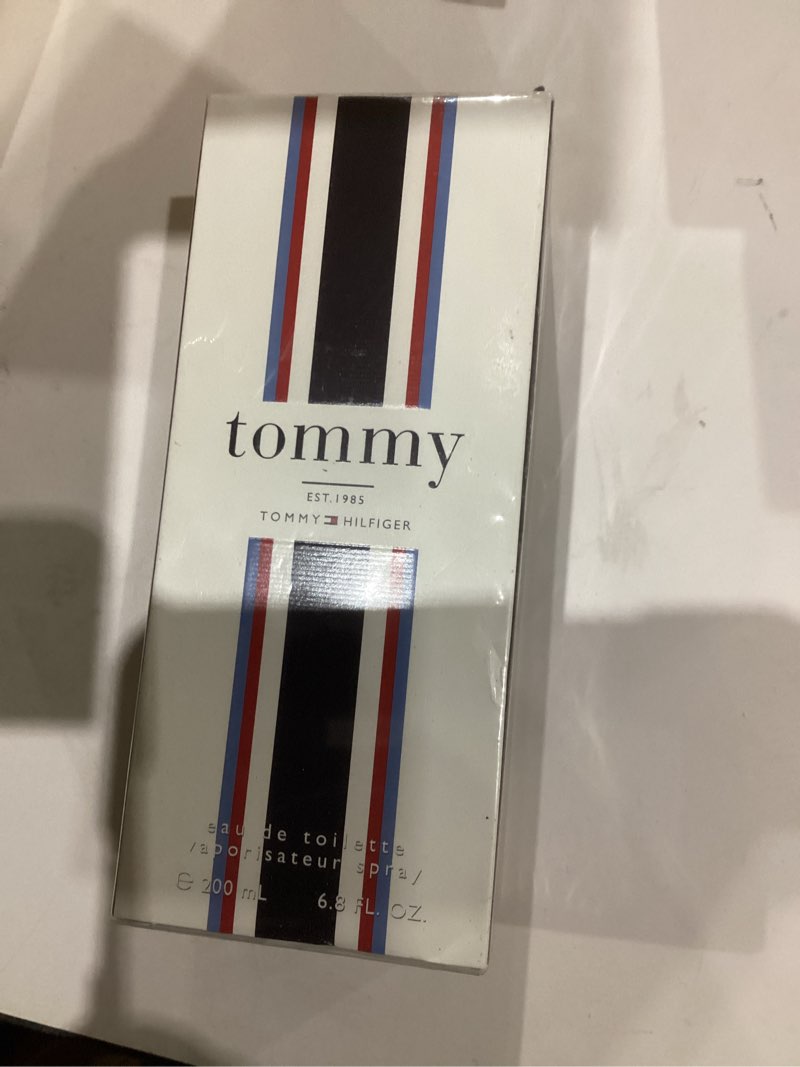 tommy
EST. 1985
TOMMY HILFIGER
eau de toilette
vaporisateur spray
e 200 mL 6.8 FL. OZ.